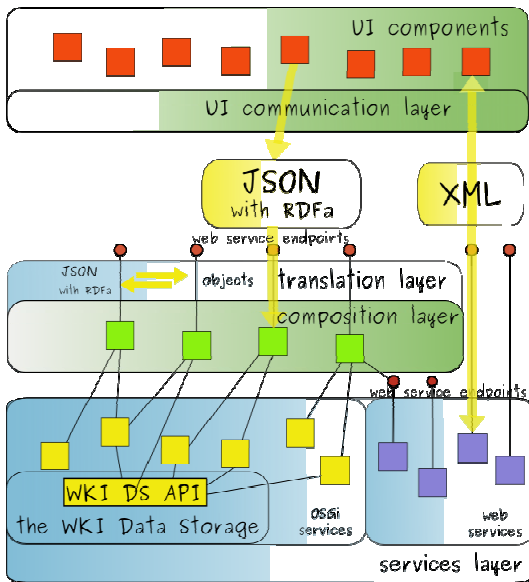 UI components
UI communication layer
JSON
with RDFa
XML
web service endpoints
JSON
with RDFa
objects
translation layer
composition layer
web service endpoints
WKI DS API
the WKI Data Storage
OSGi
services
web
services
services layer